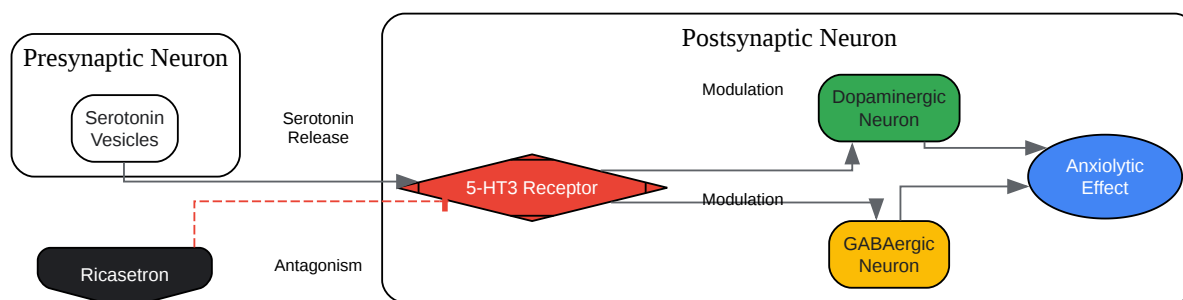 Presynaptic Neuron
Serotonin
Vesicles
Serotonin
Release
Ricasetron
Antagonism
Postsynaptic Neuron
5-HT3 Receptor
Modulation
Modulation
Dopaminergic
Neuron
GABAergic
Neuron
Anxiolytic
Effect